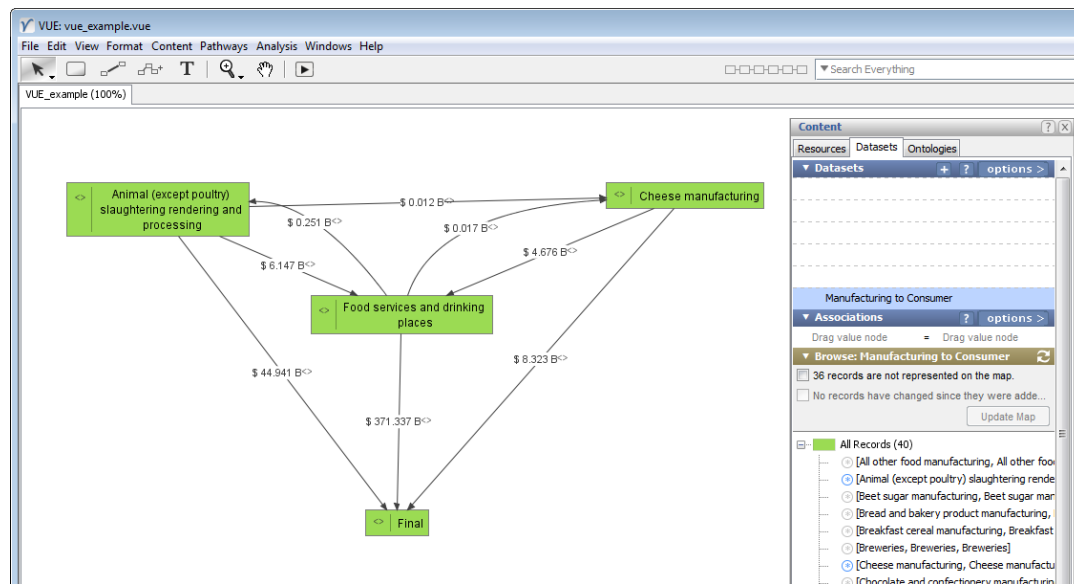 VUE: vue_example.vue
File Edit View Format Content Pathways Analysis Windows Help
T
Search Everything
VUE_example (100%)
Animal (except poultry)
slaughtering rendering and
processing
Cheese manufacturing
$ 0.012 B
$ 0.251 B
$ 0.017 B
$ 6.147 B
$ 4.676 B
Food services and drinking
places
$ 8.323 B
$ 44.941 B
$ 371.337 B
Final
Content
Resources Datasets Ontologies
Datasets + ? options >
Manufacturing to Consumer
Associations ? options >
Drag value node = Drag value node
Browse: Manufacturing to Consumer
36 records are not represented on the map.
No records have changed since they were adde...
Update Map
All Records (40)
[All other food manufacturing, All other foo
[Animal (except poultry) slaughtering rende
[Beet sugar manufacturing, Beet sugar mar
[Bread and bakery product manufacturing,
[Breakfast cereal manufacturing, Breakfast
[Breweries, Breweries, Breweries]
[Cheese manufacturing, Cheese manufactu
[Chocolate and confectionery manufacturin